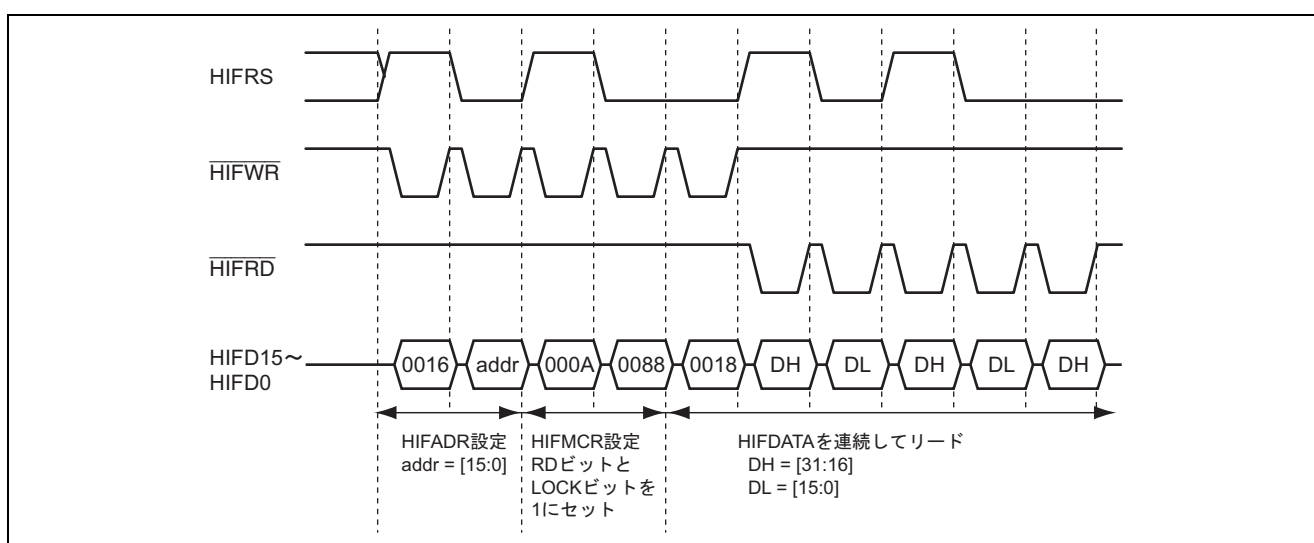 HIFRS
HIFWR
HIFRD
HIFD15～
HIFD0
0016 addr 000A 0088 0018 DH DL DH DL DH
HIFADR設定
addr = [15:0]
HIFMCR設定
RDビットと
LOCKビットを
1にセット
HIFDATAを連続してリード
DH = [31:16]
DL = [15:0]